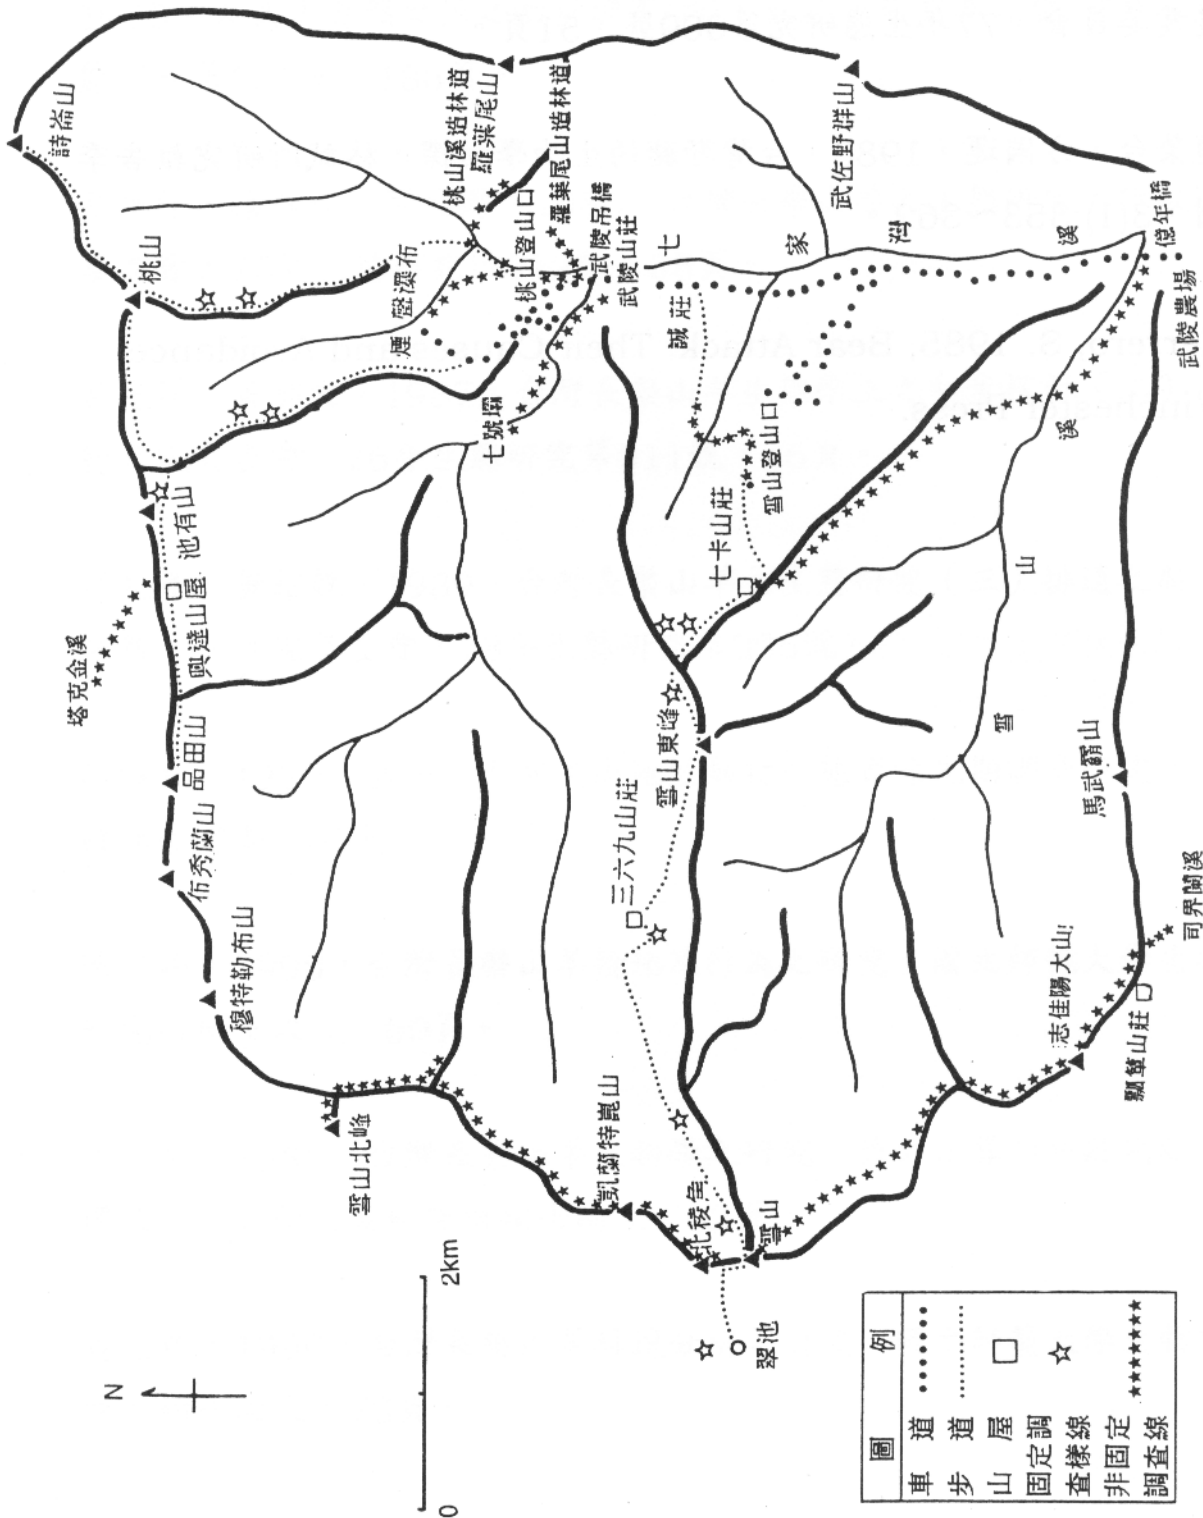 詩崙山
桃山
桃山溪造林道
羅葉尾山
羅葉尾山造林道
桃山登山口
煙聲瀑布
武陵吊橋
武陵山莊
七號壩
池有山
興達山屋
塔克金溪
品田山
布秀蘭山
穆特勒布山
雪山北峰
凱蘭特崑山
北稜角
雪山
翠池
三六九山莊
雪山東峰
七卡山莊
雪山登山口
誠莊
七家灣溪
武佐野群山
億年橋
武陵農場
雪山溪
馬武霸山
司界蘭溪
志佳陽大山
瓢簞山莊
N
0
2km
圖例
車道
步道
山屋
固定調
查樣線
非固定
調查線